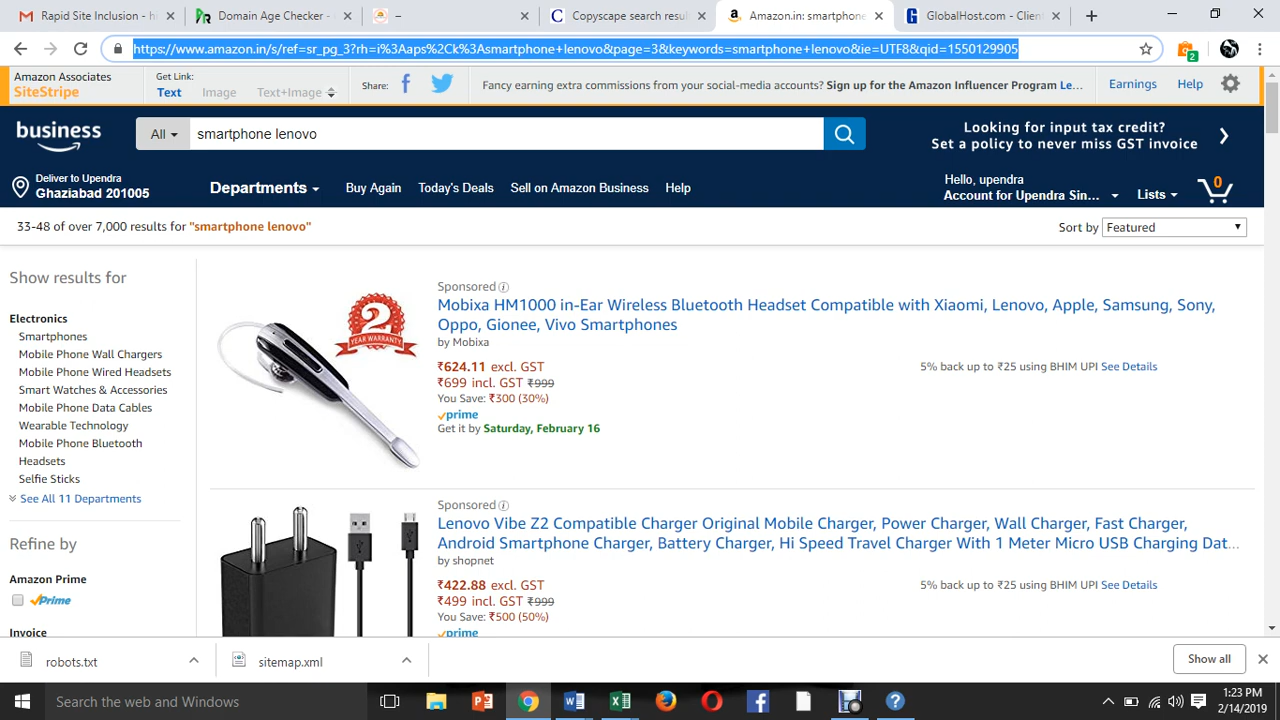 Rapid Site Inclusion - hi
Domain Age Checker -
–
Copyscape search resul
Amazon.in: smartphone
GlobalHost.com - Client
https://www.amazon.in/s/ref=sr_pg_3?rh=i%3Aaps%2Ck%3Asmartphone+lenovo&page=3&keywords=smartphone+lenovo&ie=UTF8&qid=1550129905
2
Amazon Associates
SiteStripe
Get Link:
Text Image Text+Image
Share:
Fancy earning extra commissions from your social-media accounts? Sign up for the Amazon Influencer Program Le...
Earnings Help
business
All
smartphone lenovo
Looking for input tax credit?
Set a policy to never miss GST invoice
Deliver to Upendra
Ghaziabad 201005
Departments Buy Again Today's Deals Sell on Amazon Business Help
Hello, upendra
Account for Upendra Sin...
Lists
0
33-48 of over 7,000 results for "smartphone lenovo"
Sort by Featured
Show results for
Electronics
Smartphones
Mobile Phone Wall Chargers
Mobile Phone Wired Headsets
Smart Watches & Accessories
Mobile Phone Data Cables
Wearable Technology
Mobile Phone Bluetooth
Headsets
Selfie Sticks
See All 11 Departments
Refine by
Amazon Prime
Prime
Invoice
2
YEAR WARRANTY
Sponsored
Mobixa HM1000 in-Ear Wireless Bluetooth Headset Compatible with Xiaomi, Lenovo, Apple, Samsung, Sony,
Oppo, Gionee, Vivo Smartphones
by Mobixa
₹624.11 excl. GST
₹699 incl. GST ₹999
You Save: ₹300 (30%)
prime
Get it by Saturday, February 16
5% back up to ₹25 using BHIM UPI See Details
Sponsored
Lenovo Vibe Z2 Compatible Charger Original Mobile Charger, Power Charger, Wall Charger, Fast Charger,
Android Smartphone Charger, Battery Charger, Hi Speed Travel Charger With 1 Meter Micro USB Charging Dat...
by shopnet
₹422.88 excl. GST
₹499 incl. GST ₹999
You Save: ₹500 (50%)
prime
5% back up to ₹25 using BHIM UPI See Details
robots.txt
sitemap.xml
Show all
Search the web and Windows
1:23 PM
2/14/2019